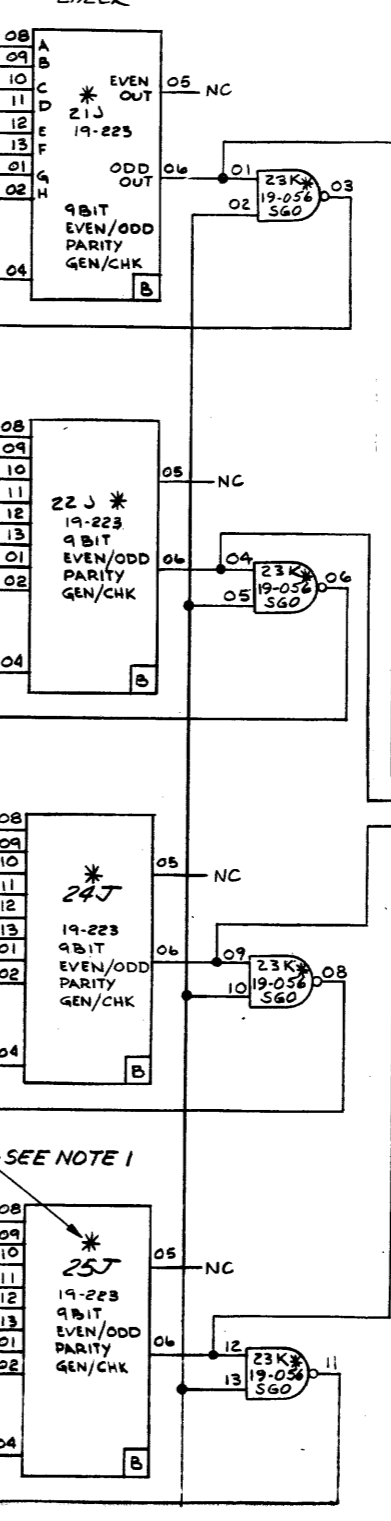 08 A
09 B
10 C
11 D
12 E
13 F
01 G
02 H
04
EVEN OUT
05 NC
*
21J
19-223
ODD OUT
06
9BIT
EVEN/ODD
PARITY
GEN/CHK
B
01
02
23K*
19-056
SGO
03
08
09
10
11
12
13
01
02
04
05 NC
22J *
19-223
9BIT
EVEN/ODD
PARITY
GEN/CHK
06
B
04
05
23K*
19-056
SGO
06
08
09
10
11
12
13
01
02
04
05 NC
*
24J
19-223
9BIT
EVEN/ODD
PARITY
GEN/CHK
06
B
09
10
23K*
19-056
SGO
08
SEE NOTE 1
08
09
10
11
12
13
01
02
04
05 NC
*
25J
19-223
9BIT
EVEN/ODD
PARITY
GEN/CHK
06
B
12
13
23K*
19-056
SGO
11